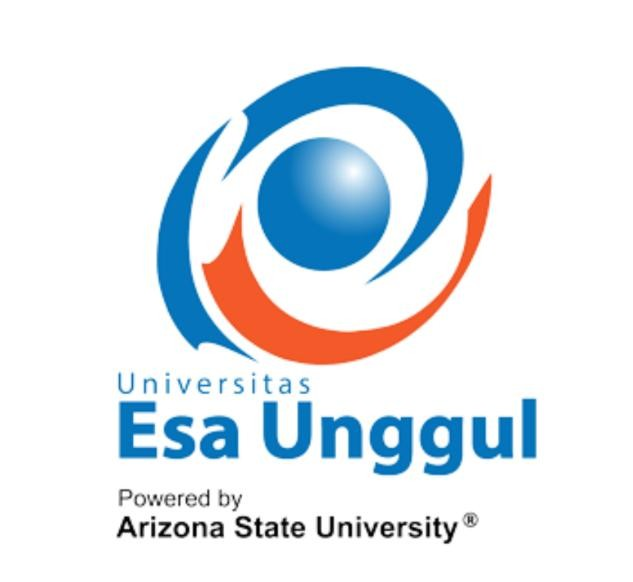 Universitas
Esa Unggul
Powered by
Arizona State University®